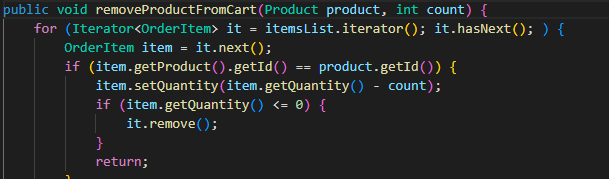 public void removeProductFromCart(Product product, int count) {
    for (Iterator<OrderItem> it = itemsList.iterator(); it.hasNext(); ) {
        OrderItem item = it.next();
        if (item.getProduct().getId() == product.getId()) {
            item.setQuantity(item.getQuantity() - count);
            if (item.getQuantity() <= 0) {
                it.remove();
            }
            return;
        }